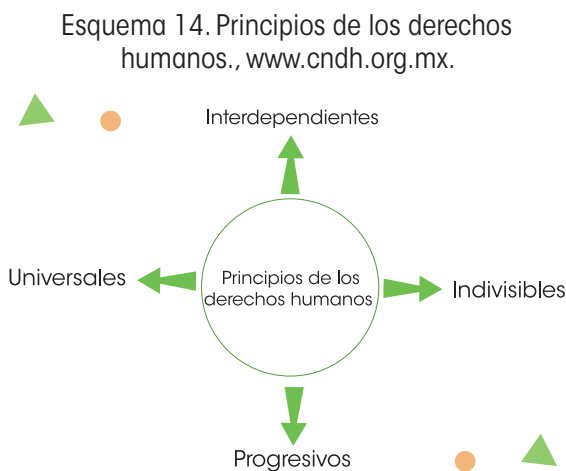 Esquema 14. Principios de los derechos
humanos., www.cndh.org.mx.
Interdependientes
Universales
Principios de los
derechos humanos
Indivisibles
Progresivos